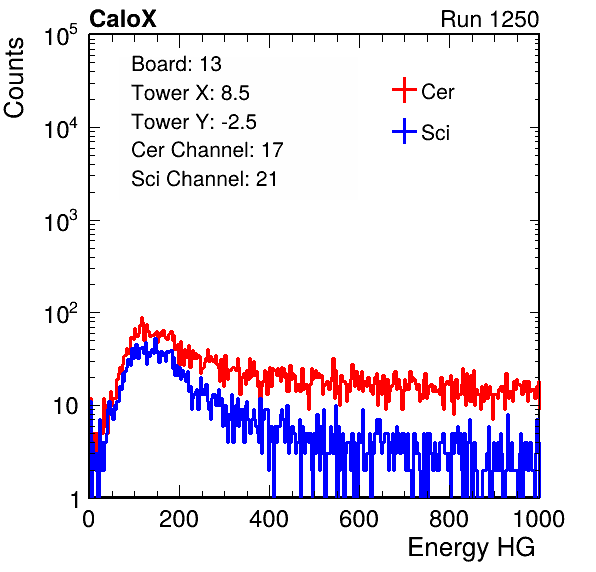 CaloX Run 1250
Counts
Board: 13
Tower X: 8.5
Tower Y: -2.5
Cer Channel: 17
Sci Channel: 21
Cer
Sci
10^5
10^4
10^3
10^2
10
1
0 200 400 600 800 1000
Energy HG